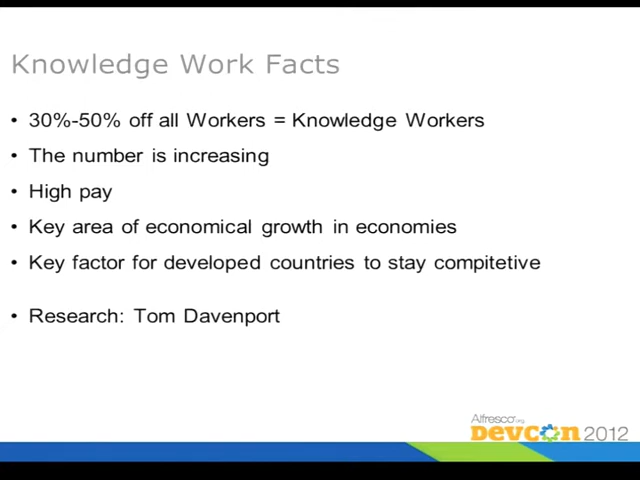 Knowledge Work Facts
• 30%-50% off all Workers = Knowledge Workers
• The number is increasing
• High pay
• Key area of economical growth in economies
• Key factor for developed countries to stay compitetive
• Research: Tom Davenport
Alfresco.org
DEVCON 2012